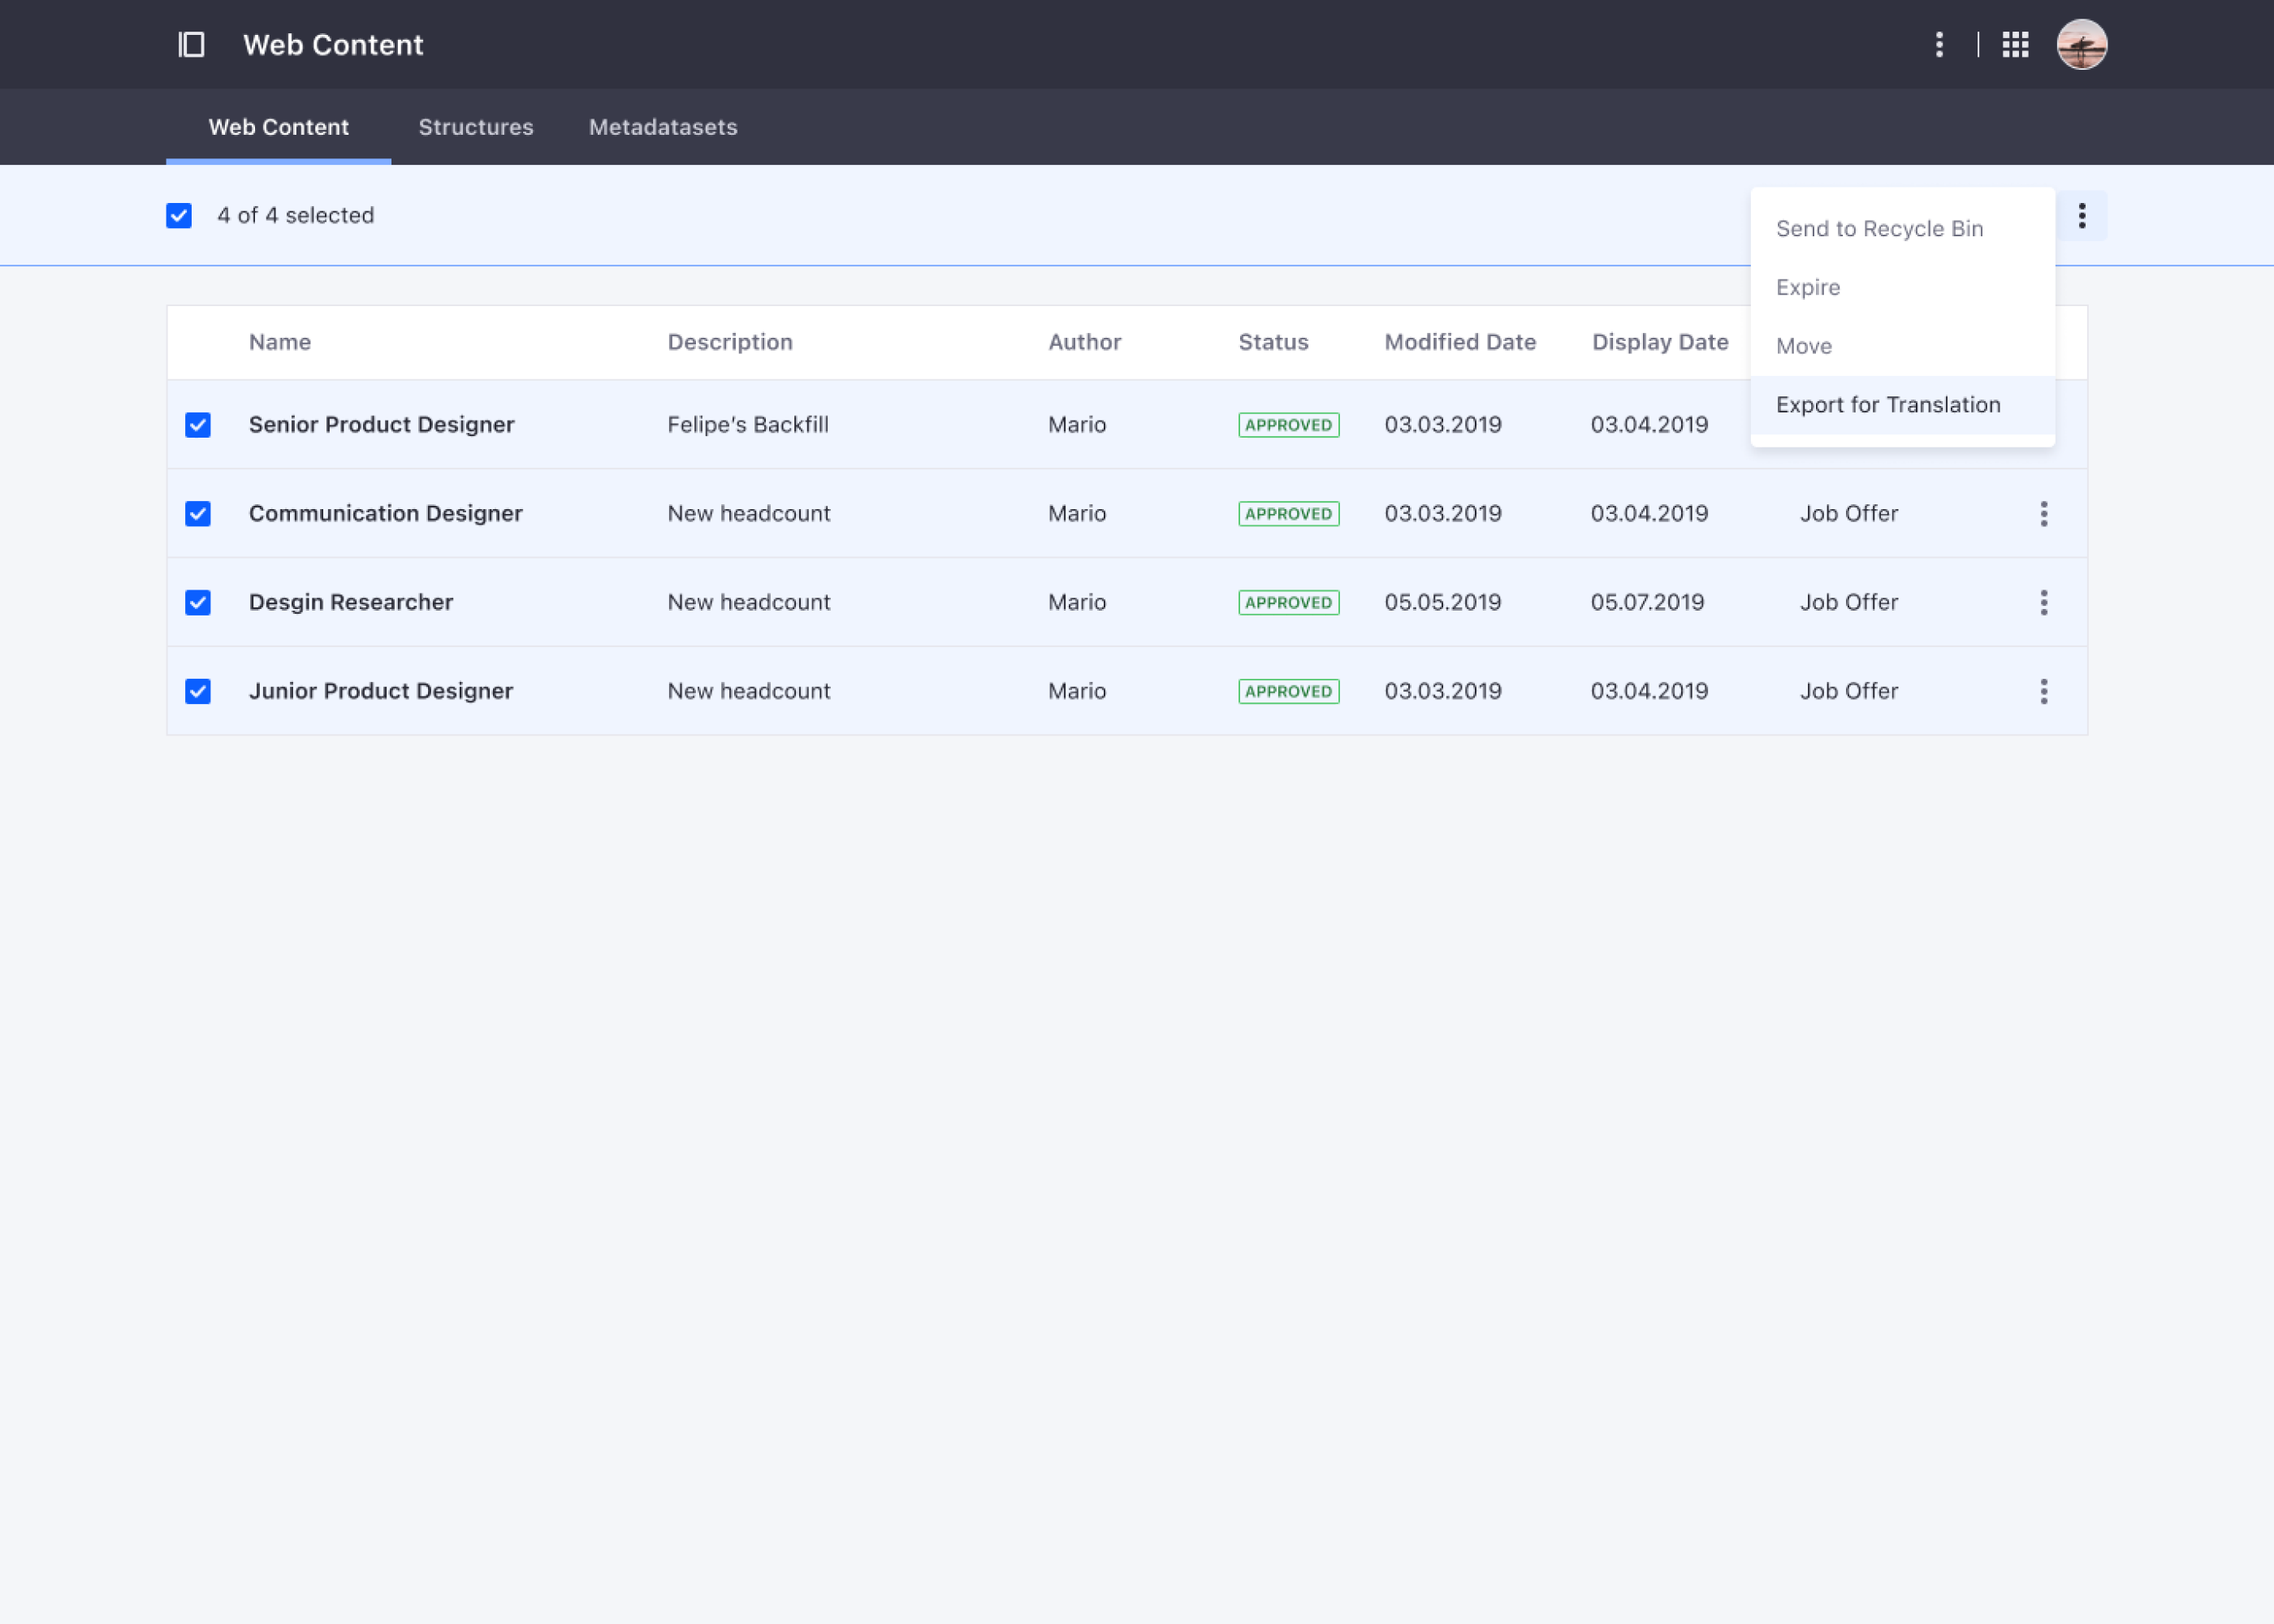 Web Content
Web Content Structures Metadatasets
4 of 4 selected
Send to Recycle Bin
Expire
Move
Export for Translation
Name Description Author Status Modified Date Display Date
Senior Product Designer Felipe's Backfill Mario APPROVED 03.03.2019 03.04.2019
Communication Designer New headcount Mario APPROVED 03.03.2019 03.04.2019 Job Offer
Desgin Researcher New headcount Mario APPROVED 05.05.2019 05.07.2019 Job Offer
Junior Product Designer New headcount Mario APPROVED 03.03.2019 03.04.2019 Job Offer